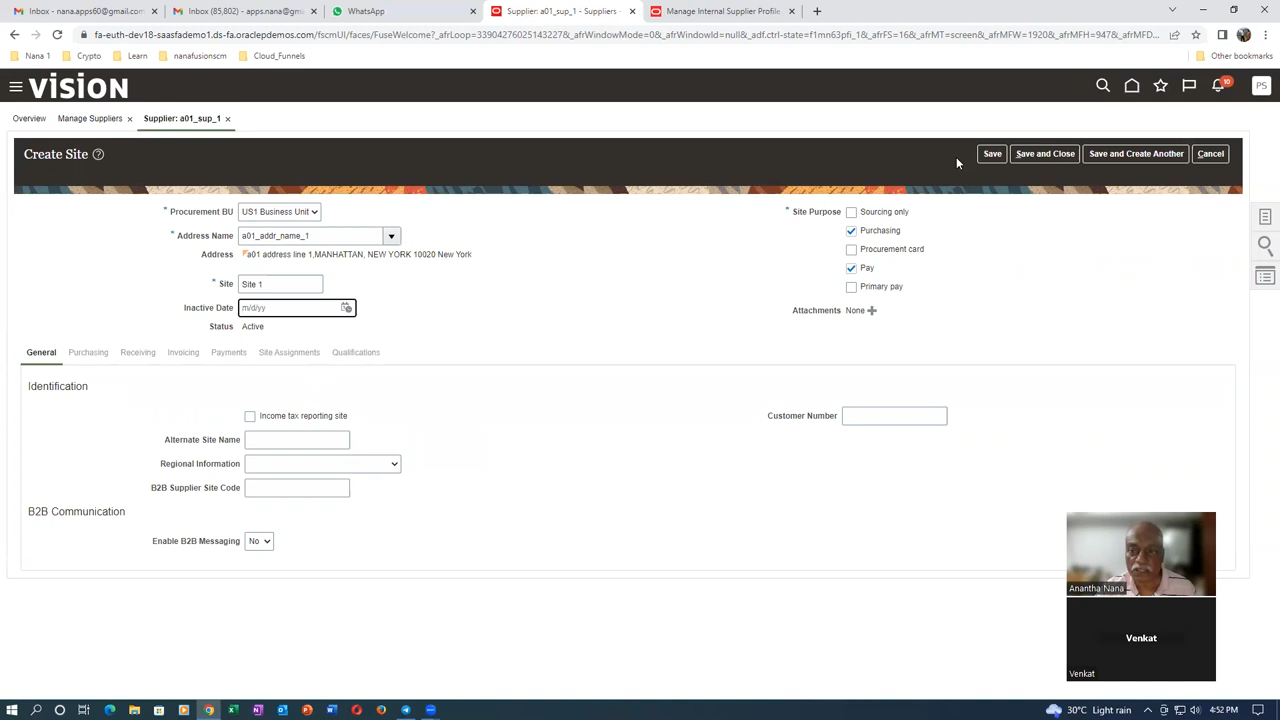 Inbox - nana.apps60@gmail.com
Inbox (85,802) - apps.nana@gm
WhatsApp
Supplier: a01_sup_1 - Suppliers -
Manage Internal Supplier Profile
fa-euth-dev18-saasfademo1.ds-fa.oraclepdemos.com/fscmUI/faces/FuseWelcome?_afrLoop=339042760251432​27&_afrWindowMode=0&_afrWindowId=null&_adf.ctrl-state=f1mn63pfi_1&_afrFS=16&_afrMT=screen&_afrMFW=1920&_afrMFH=947&_afrMFD...
Nana 1
Crypto
Learn
nanafusionscm
Cloud_Funnels
Other bookmarks
VISION
10
PS
Overview
Manage Suppliers
Supplier: a01_sup_1
Create Site
Save
Save and Close
Save and Create Another
Cancel
* Procurement BU US1 Business Unit
* Address Name a01_addr_name_1
Address a01 address line 1,MANHATTAN, NEW YORK 10020 New York
* Site Site 1
Inactive Date m/d/yy
Status Active
* Site Purpose Sourcing only
Purchasing
Procurement card
Pay
Primary pay
Attachments None
General
Purchasing
Receiving
Invoicing
Payments
Site Assignments
Qualifications
Identification
Income tax reporting site
Customer Number
Alternate Site Name
Regional Information
B2B Supplier Site Code
B2B Communication
Enable B2B Messaging No
Anantha Nana
Venkat
Venkat
30°C Light rain
4:52 PM